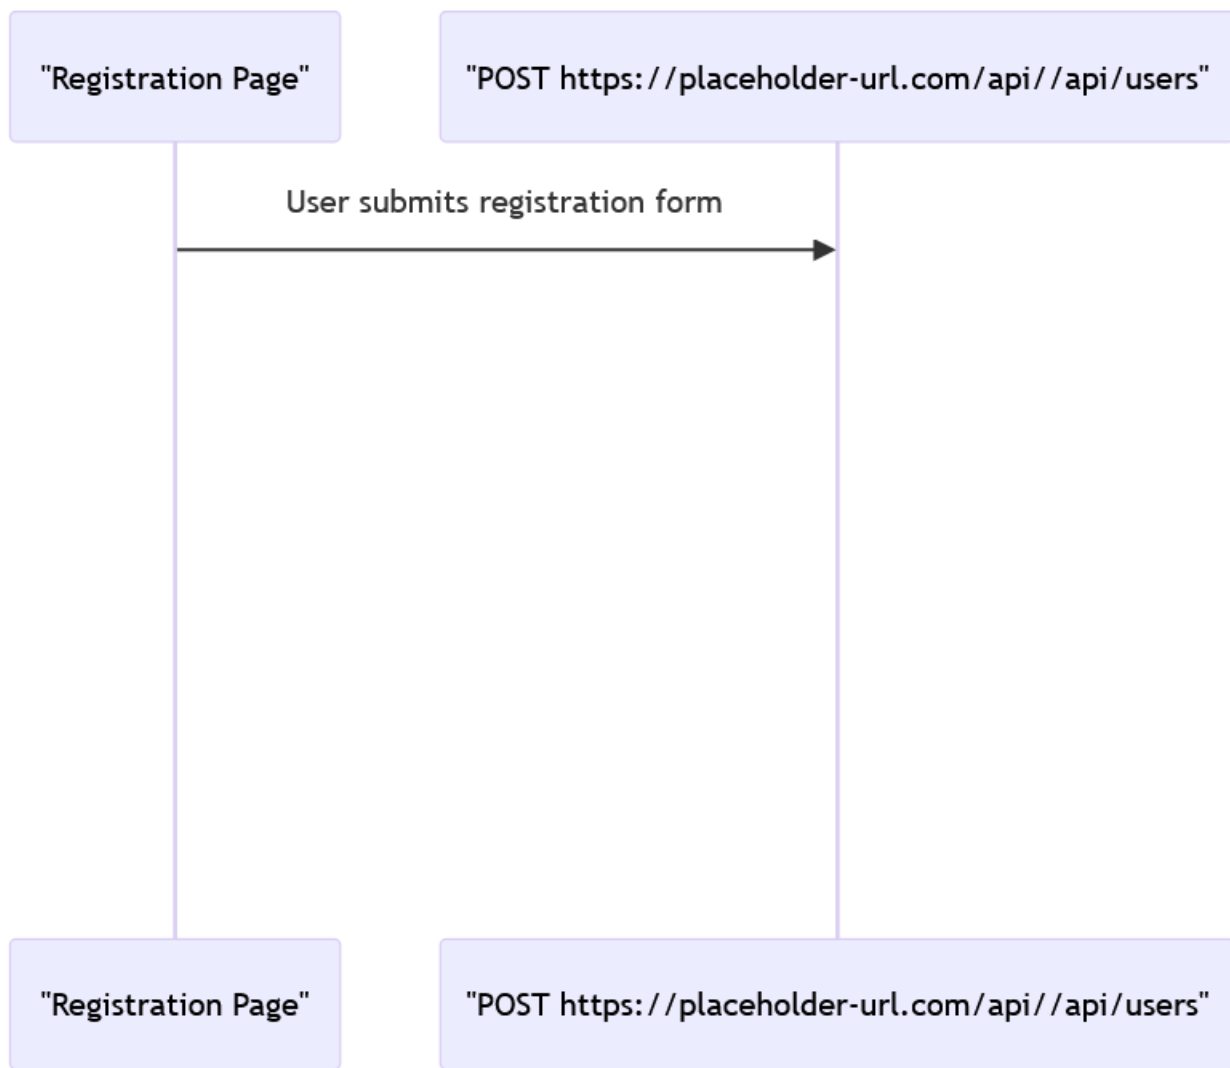 "Registration Page"
"POST https://placeholder-url.com/api//api/users"
User submits registration form
"Registration Page"
"POST https://placeholder-url.com/api//api/users"